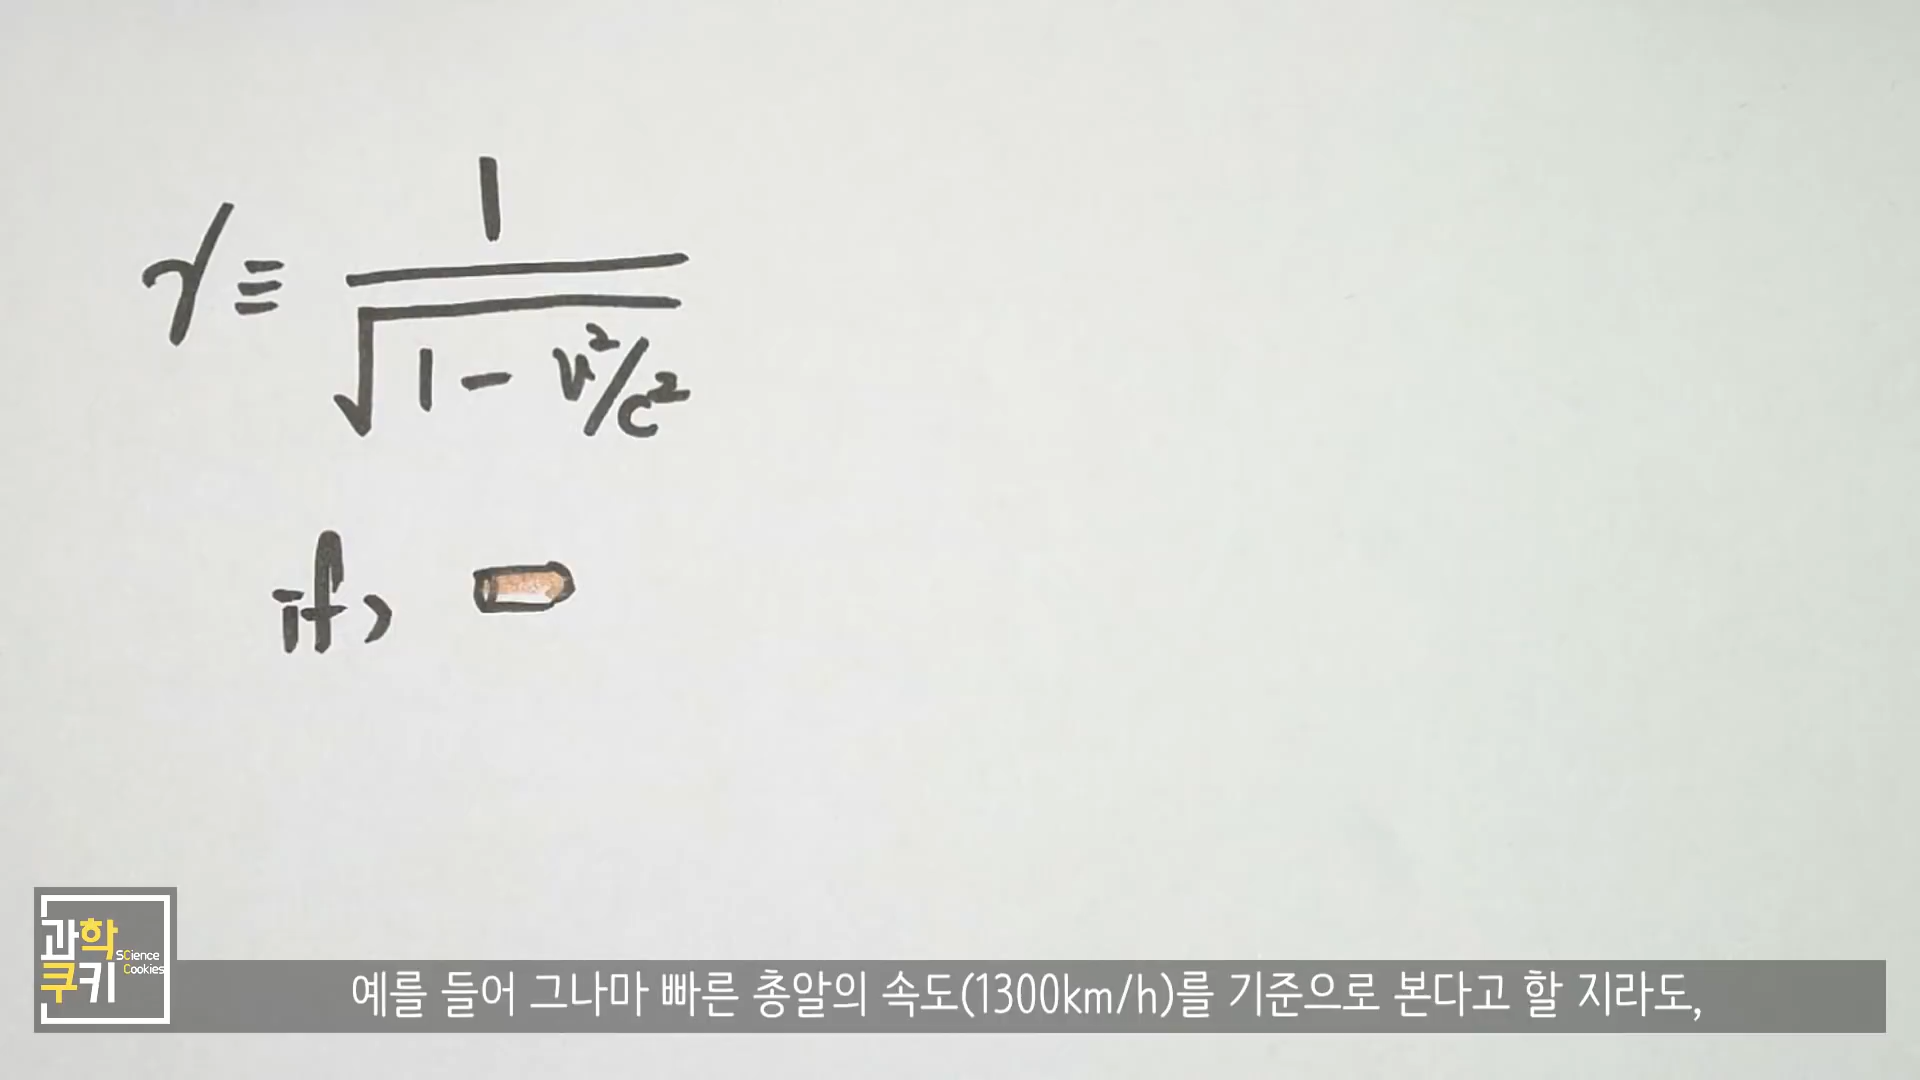 γ ≡ 1 / √(1 - v²/c²)
if>
과학
쿠키
SCience
Cookies
예를 들어 그나마 빠른 총알의 속도(1300km/h)를 기준으로 본다고 할 지라도,